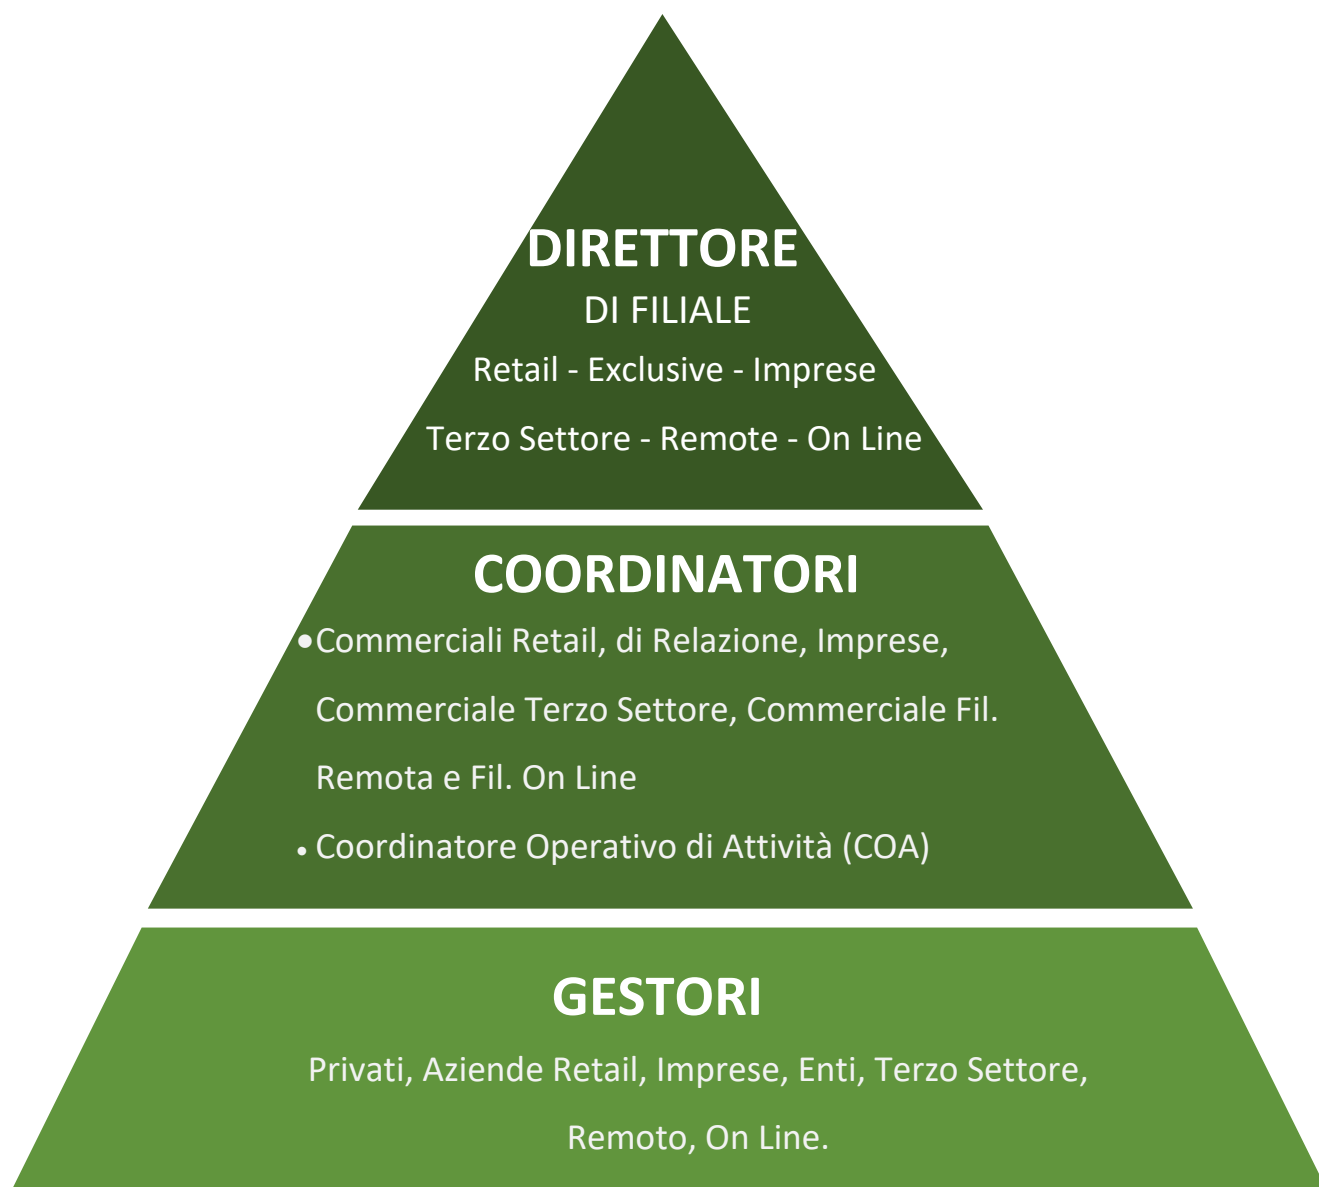 DIRETTORE
DI FILIALE
Retail - Exclusive - Imprese
Terzo Settore - Remote - On Line
COORDINATORI
•Commerciali Retail, di Relazione, Imprese,
Commerciale Terzo Settore, Commerciale Fil.
Remota e Fil. On Line
• Coordinatore Operativo di Attività (COA)
GESTORI
Privati, Aziende Retail, Imprese, Enti, Terzo Settore,
Remoto, On Line.